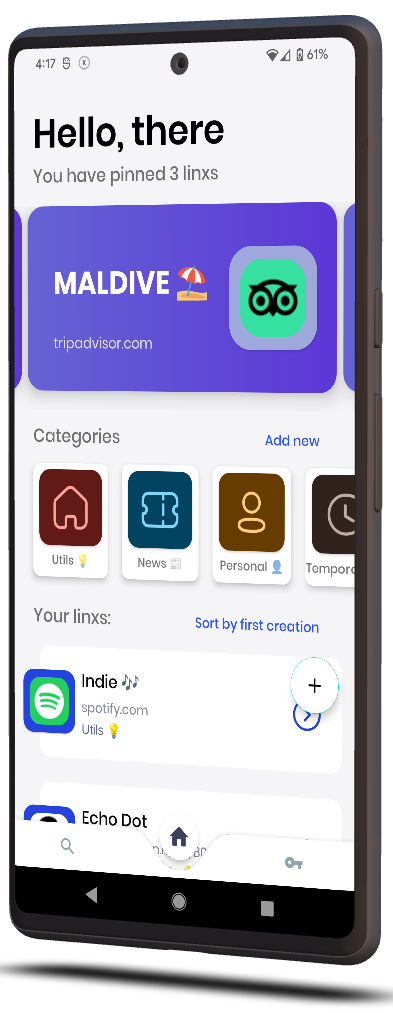 4:17 61%
Hello, there
You have pinned 3 linxs
MALDIVE ⛱️
tripadvisor.com
Categories
Add new
Utils 💡
News 📰
Personal 👤
Tempora
Your linxs:
Sort by first creation
Indie 🎶
spotify.com
Utils 💡
Echo Dot